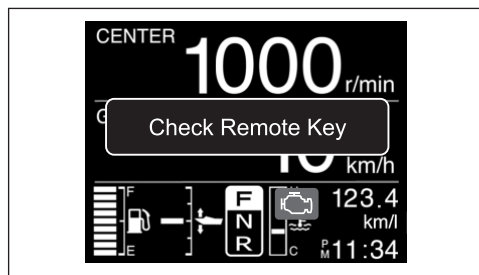 CENTER
1000 r/min
G
Check Remote Key
km/h
F
E
F
N
R
C
123.4
km/l
PM 11:34